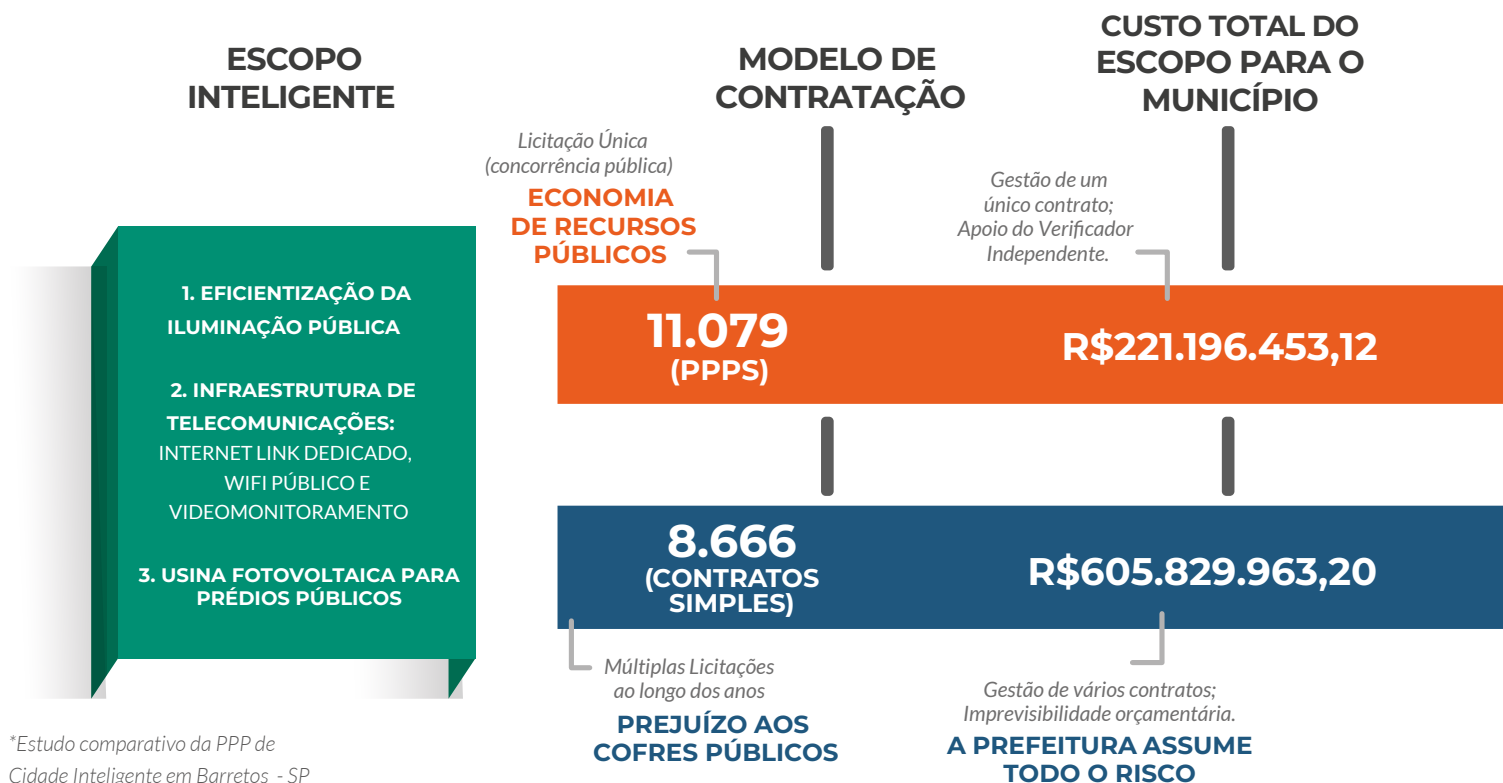 ESCOPO
INTELIGENTE
MODELO DE
CONTRATAÇÃO
CUSTO TOTAL DO
ESCOPO PARA O
MUNICÍPIO
Licitação Única
(concorrência pública)
ECONOMIA
DE RECURSOS
PÚBLICOS
Gestão de um
único contrato;
Apoio do Verificador
Independente.
1. EFICIENTIZAÇÃO DA
ILUMINAÇÃO PÚBLICA
2. INFRAESTRUTURA DE
TELECOMUNICAÇÕES:
INTERNET LINK DEDICADO,
WIFI PÚBLICO E
VIDEOMONITORAMENTO
3. USINA FOTOVOLTAICA PARA
PRÉDIOS PÚBLICOS
11.079
(PPPS)
R$221.196.453,12
8.666
(CONTRATOS
SIMPLES)
R$605.829.963,20
Múltiplas Licitações
ao longo dos anos
PREJUÍZO AOS
COFRES PÚBLICOS
Gestão de vários contratos;
Imprevisibilidade orçamentária.
A PREFEITURA ASSUME
TODO O RISCO
*Estudo comparativo da PPP de
Cidade Inteligente em Barretos - SP